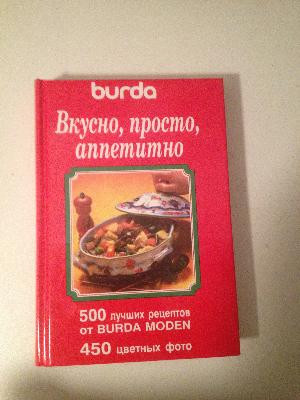 burda
Вкусно, просто,
аппетитно
500 лучших рецептов
от BURDA MODEN
450 цветных фото